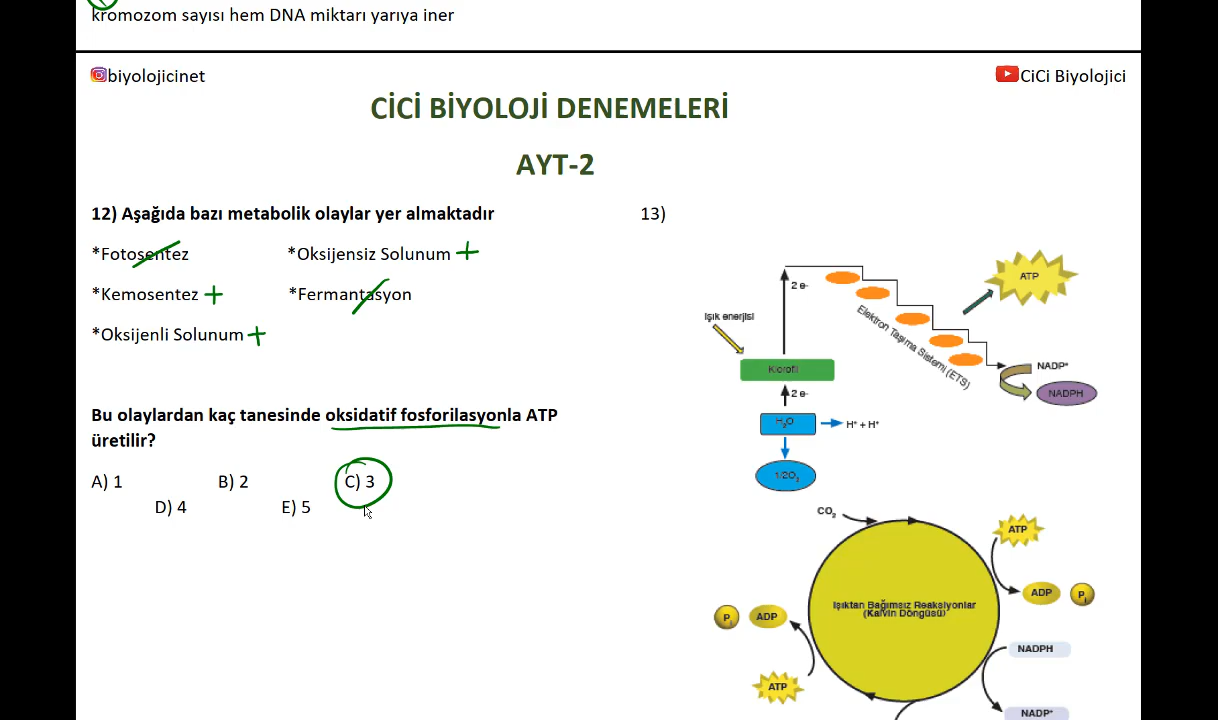 kromozom sayısı hem DNA miktarı yarıya iner
biyolojicinet
CiCi Biyolojici
CİCİ BİYOLOJİ DENEMELERİ
AYT-2
12) Aşağıda bazı metabolik olaylar yer almaktadır
*Fotosentez *Oksijensiz Solunum +
*Kemosentez + *Fermantasyon
*Oksijenli Solunum +
Bu olaylardan kaç tanesinde oksidatif fosforilasyonla ATP
üretilir?
A) 1 B) 2 C) 3
D) 4 E) 5
13)
ATP
2 e-
Işık enerjisi
Elektron Taşıma Sistemi (ETS)
Klorofil
NADP⁺
NADPH
2 e-
H₂O
H⁺ + H⁺
1/2O₂
CO₂
ATP
Işıktan Bağımsız Reaksiyonlar
(Kalvin Döngüsü)
ADP
Pᵢ
Pᵢ
ADP
NADPH
ATP
NADP⁺